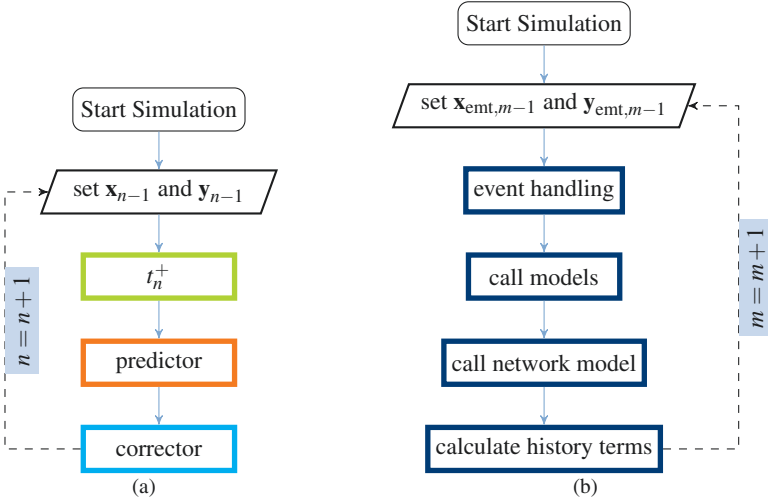 Start Simulation
set x_{n−1} and y_{n−1}
t_n^+
predictor
corrector
n = n + 1
(a)
Start Simulation
set x_{emt,m−1} and y_{emt,m−1}
event handling
call models
call network model
calculate history terms
m = m + 1
(b)